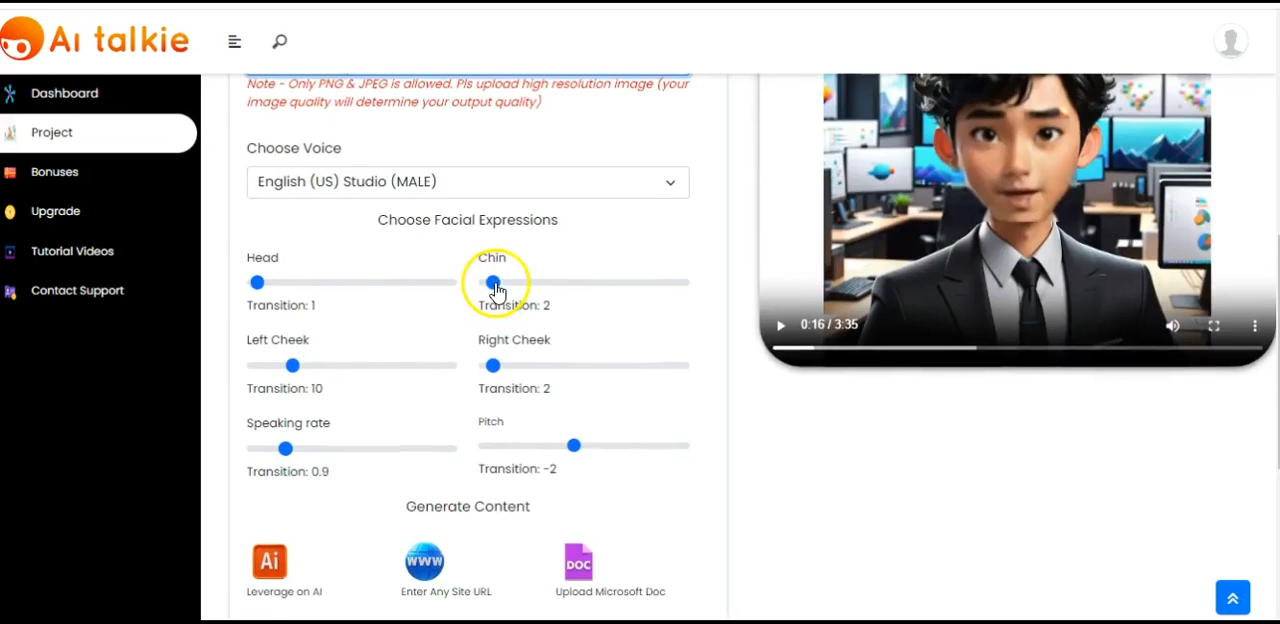 Ai talkie
Dashboard
Project
Bonuses
Upgrade
Tutorial Videos
Contact Support
Note - Only PNG & JPEG is allowed. Pls upload high resolution image (your
image quality will determine your output quality)
Choose Voice
English (US) Studio (MALE)
Choose Facial Expressions
Head
Chin
Transition: 1
Transition: 2
Left Cheek
Right Cheek
Transition: 10
Transition: 2
Speaking rate
Pitch
Transition: 0.9
Transition: -2
Generate Content
Ai
www
DOC
Leverage on AI
Enter Any Site URL
Upload Microsoft Doc
0:16 / 3:35